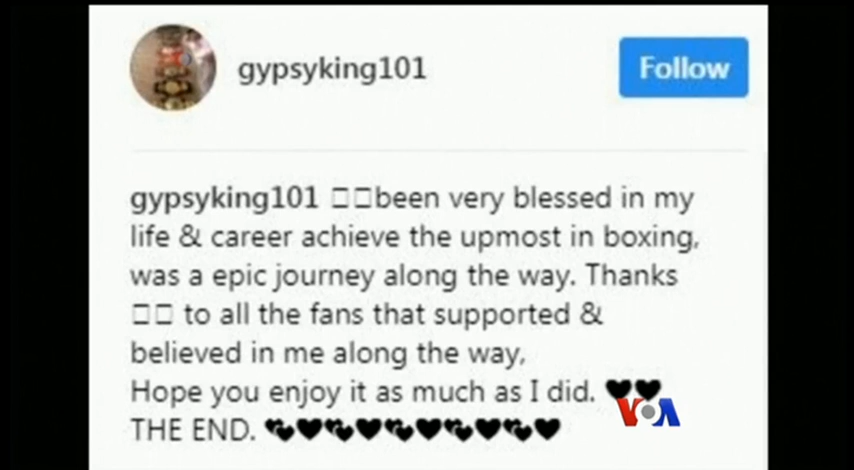 gypsyking101
Follow
gypsyking101 been very blessed in my
life & career achieve the upmost in boxing,
was a epic journey along the way. Thanks
to all the fans that supported &
believed in me along the way,
Hope you enjoy it as much as I did. 🖤🖤
THE END. 💕🖤💕🖤💕🖤💕🖤💕🖤
VOA